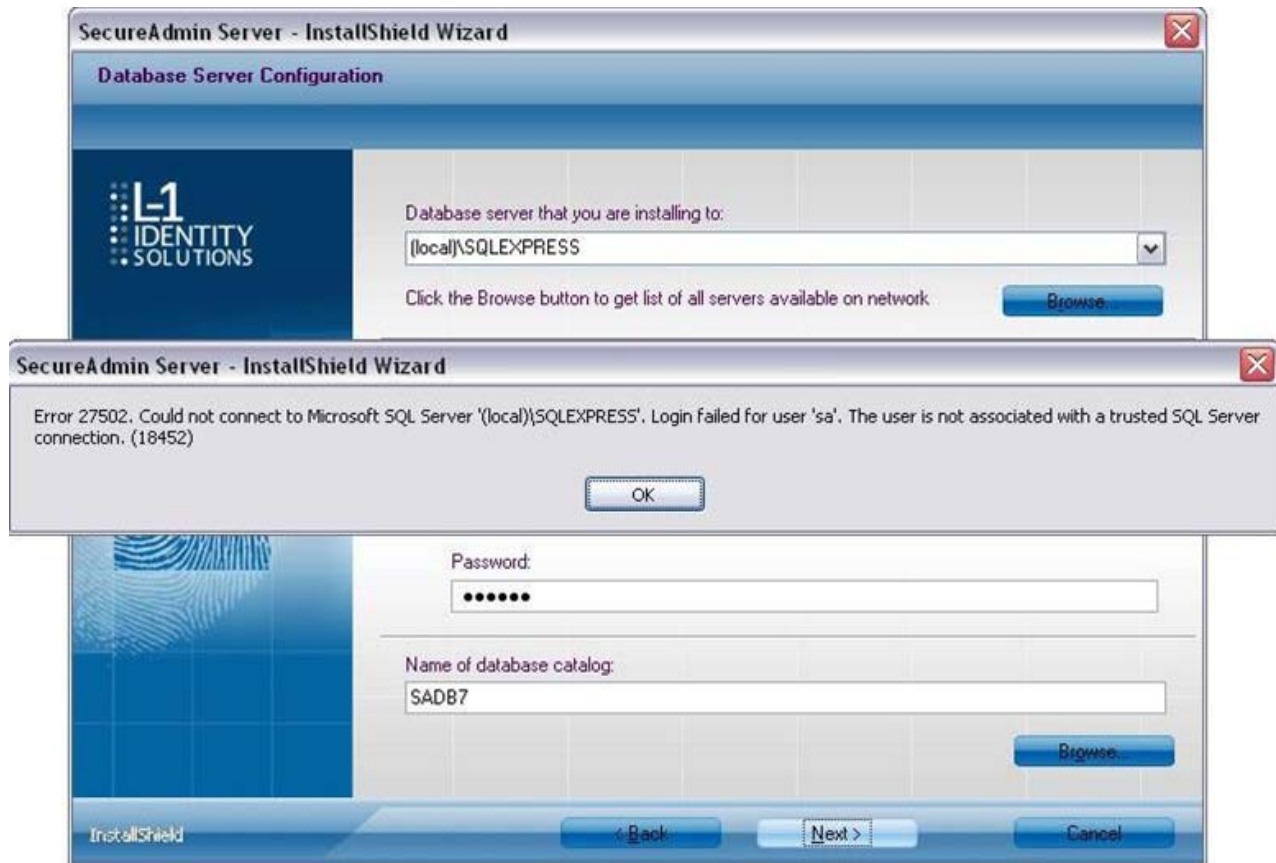 SecureAdmin Server - InstallShield Wizard
Database Server Configuration
L-1
IDENTITY
SOLUTIONS
Database server that you are installing to:
(local)\SQLEXPRESS
Click the Browse button to get list of all servers available on network
Browse...
SecureAdmin Server - InstallShield Wizard
Error 27502. Could not connect to Microsoft SQL Server '(local)\SQLEXPRESS'. Login failed for user 'sa'. The user is not associated with a trusted SQL Server
connection. (18452)
OK
Password:
••••••
Name of database catalog:
SADB7
Browse...
InstallShield
< Back
Next >
Cancel